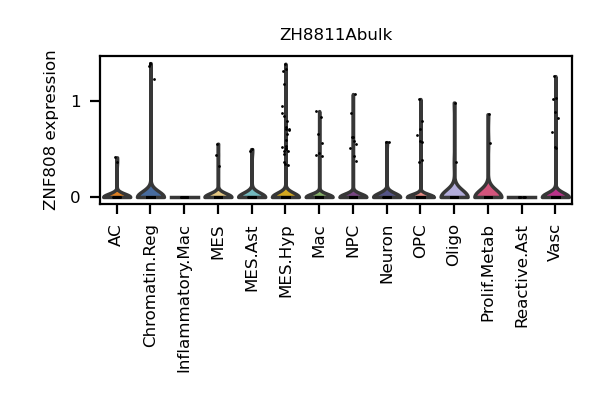 ZH8811Abulk
ZNF808 expression
1
0
AC
Chromatin.Reg
Inflammatory.Mac
MES
MES.Ast
MES.Hyp
Mac
NPC
Neuron
OPC
Oligo
Prolif.Metab
Reactive.Ast
Vasc